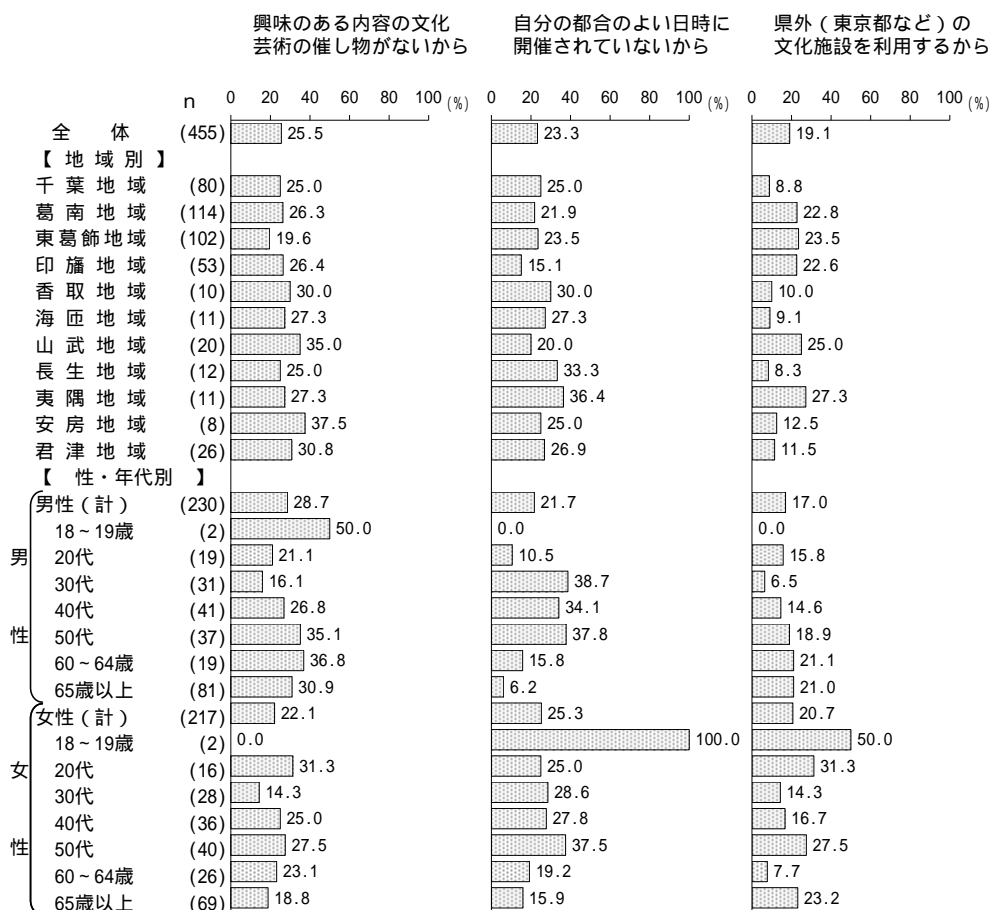 興味のある内容の文化芸術の催し物がないから
自分の都合のよい日時に開催されていないから
県外（東京都など）の文化施設を利用するから
n 0 20 40 60 80 100 (%) 0 20 40 60 80 100 (%) 0 20 40 60 80 100 (%)
全 体 (455) 25.5 23.3 19.1
【 地 域 別 】
千 葉 地 域 (80) 25.0 25.0 8.8
葛 南 地 域 (114) 26.3 21.9 22.8
東葛飾地域 (102) 19.6 23.5 23.5
印 旛 地 域 (53) 26.4 15.1 22.6
香 取 地 域 (10) 30.0 30.0 10.0
海 匝 地 域 (11) 27.3 27.3 9.1
山 武 地 域 (20) 35.0 20.0 25.0
長 生 地 域 (12) 25.0 33.3 8.3
夷 隅 地 域 (11) 27.3 36.4 27.3
安 房 地 域 (8) 37.5 25.0 12.5
君 津 地 域 (26) 30.8 26.9 11.5
【 性・年代別 】
男性（計） (230) 28.7 21.7 17.0
18～19歳 (2) 50.0 0.0 0.0
男 20代 (19) 21.1 10.5 15.8
30代 (31) 16.1 38.7 6.5
40代 (41) 26.8 34.1 14.6
性 50代 (37) 35.1 37.8 18.9
60～64歳 (19) 36.8 15.8 21.1
65歳以上 (81) 30.9 6.2 21.0
女性（計） (217) 22.1 25.3 20.7
18～19歳 (2) 0.0 100.0 50.0
女 20代 (16) 31.3 25.0 31.3
30代 (28) 14.3 28.6 14.3
40代 (36) 25.0 27.8 16.7
性 50代 (40) 27.5 37.5 27.5
60～64歳 (26) 23.1 19.2 7.7
65歳以上 (69) 18.8 15.9 23.2